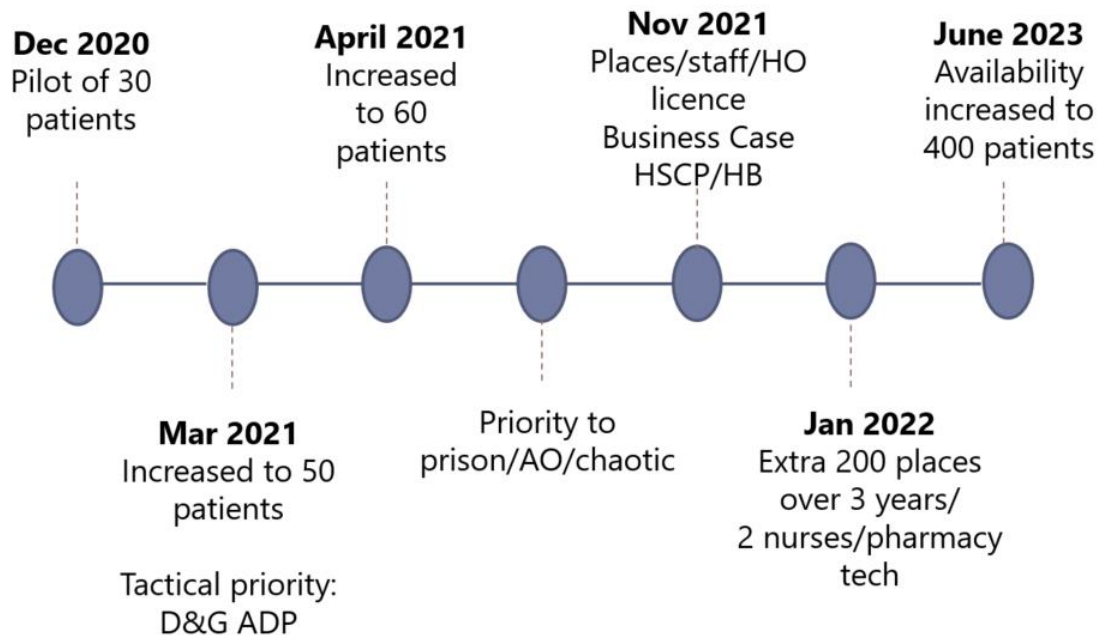 Dec 2020
Pilot of 30
patients
Mar 2021
Increased to 50
patients
Tactical priority:
D&G ADP
April 2021
Increased
to 60
patients
Priority to
prison/AO/chaotic
Nov 2021
Places/staff/HO
licence
Business Case
HSCP/HB
Jan 2022
Extra 200 places
over 3 years/
2 nurses/pharmacy
tech
June 2023
Availability
increased to
400 patients